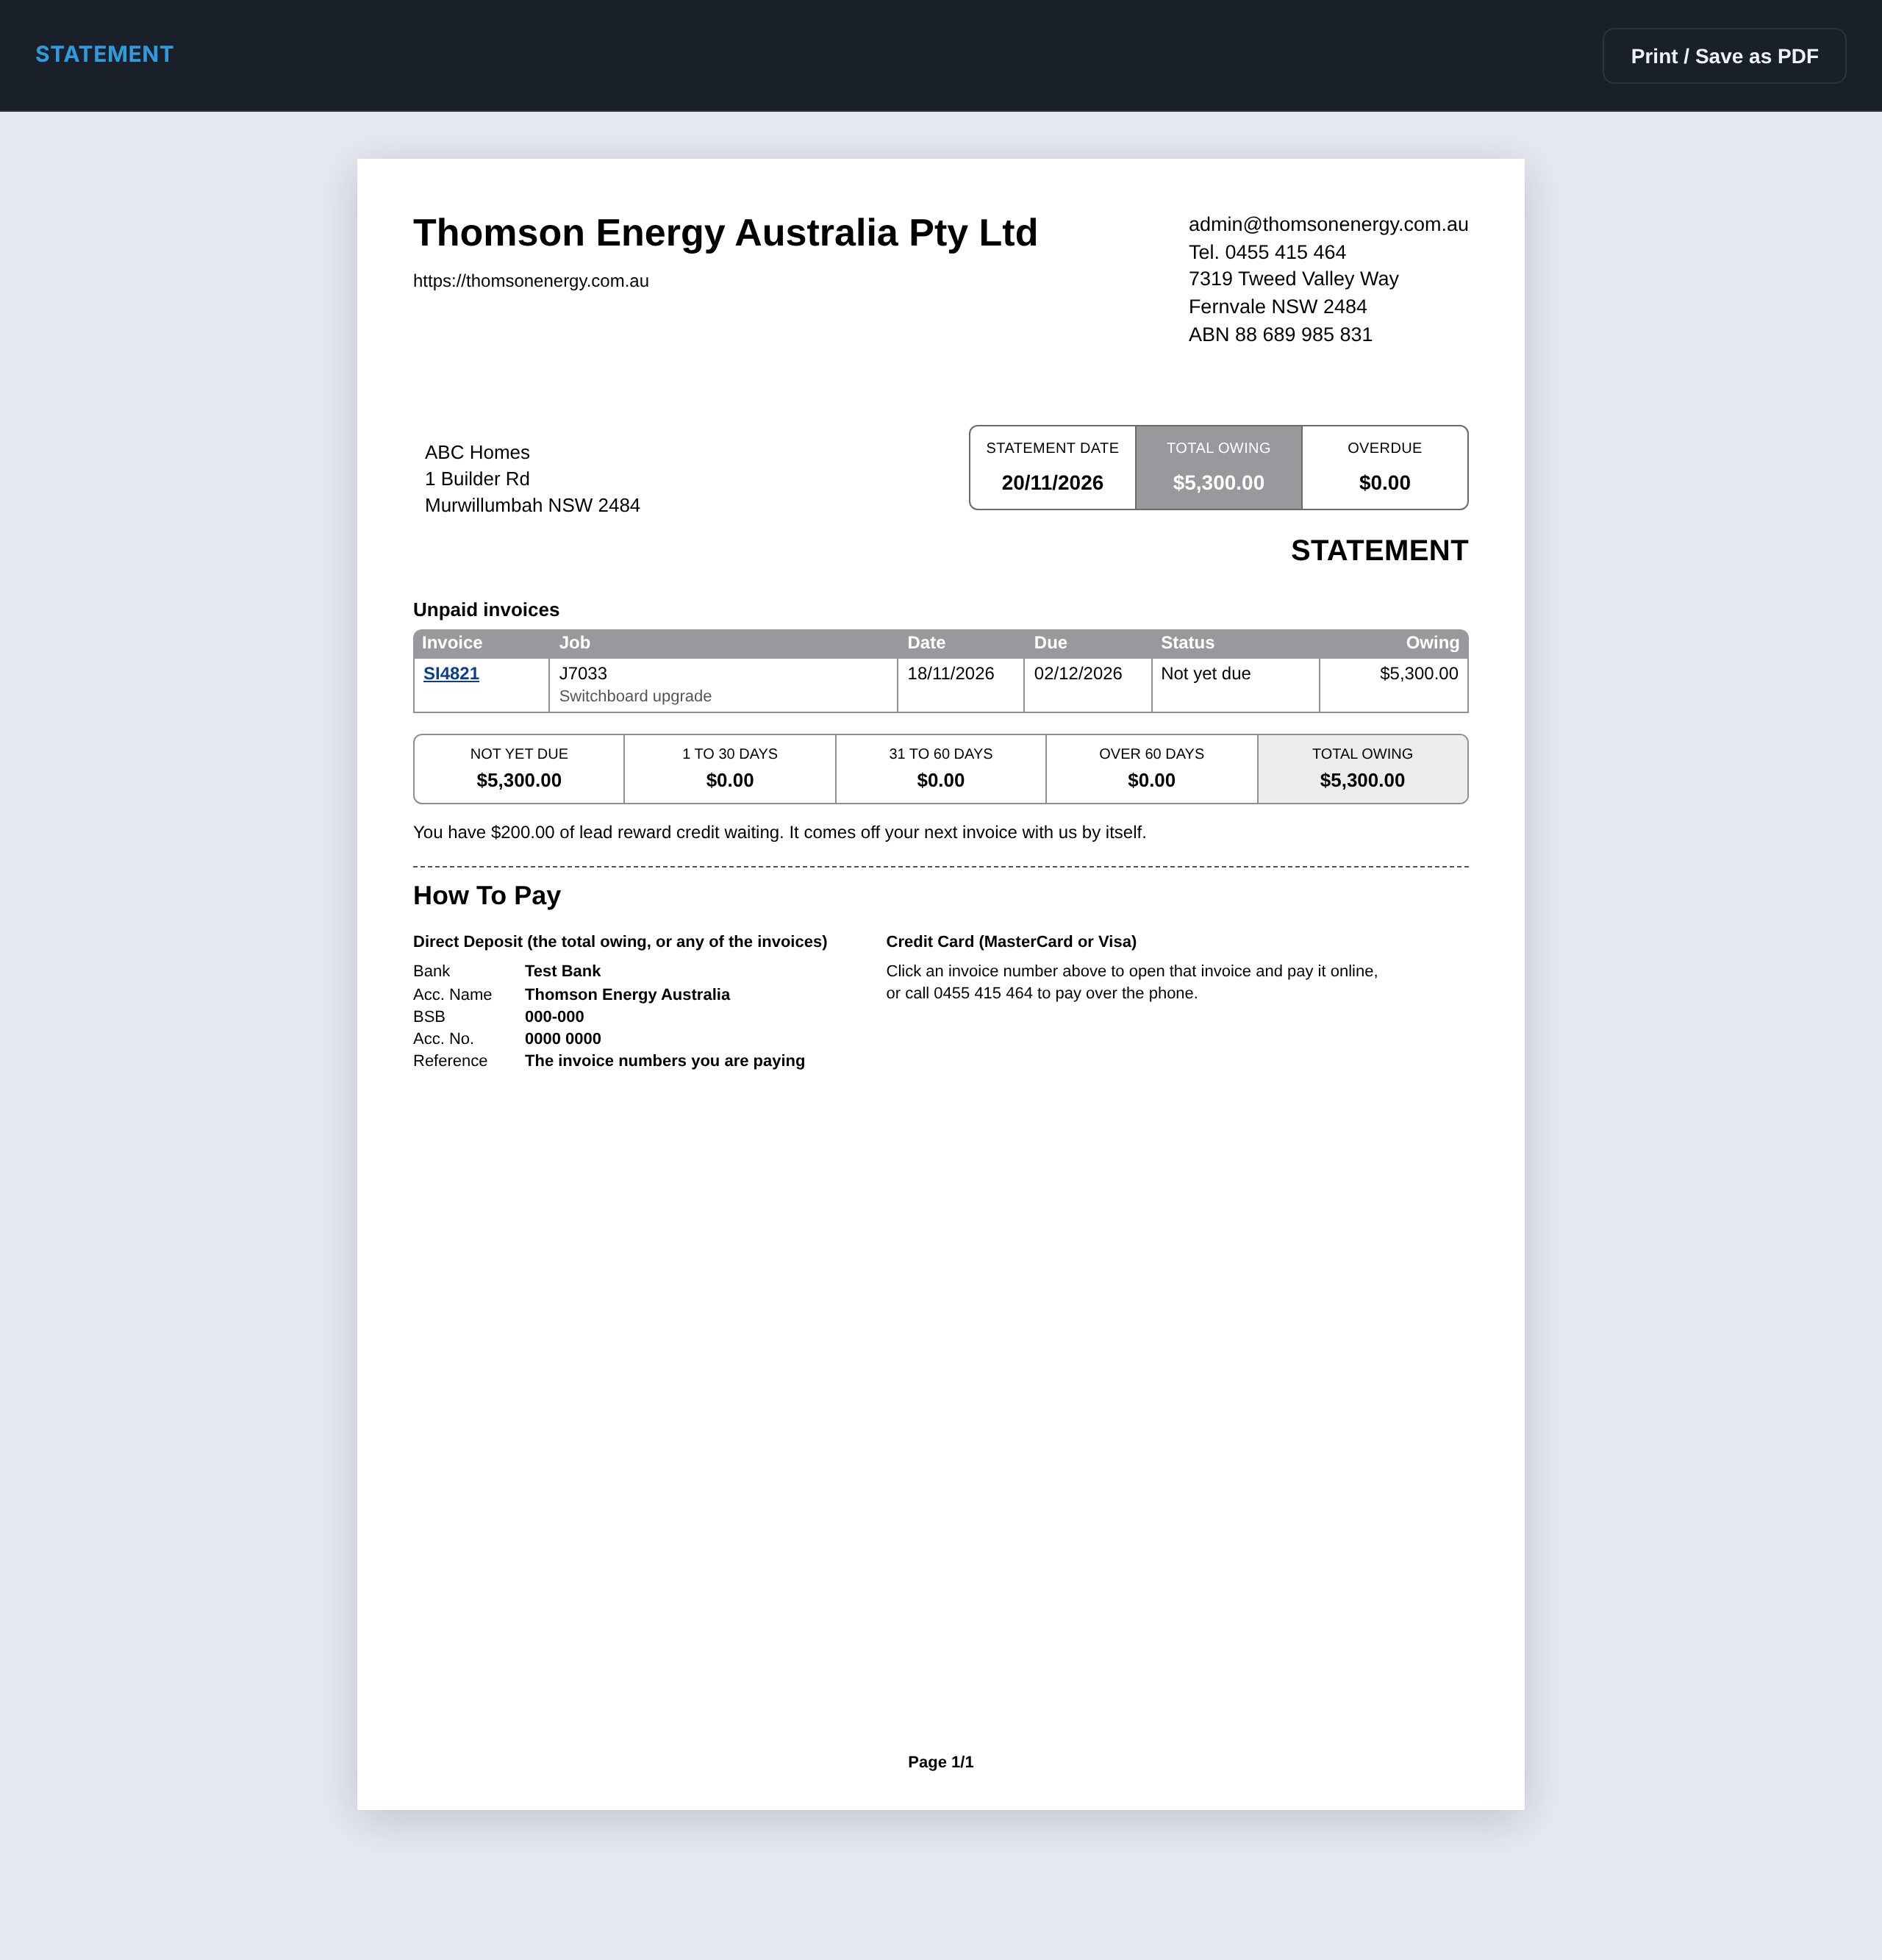 STATEMENT
Print / Save as PDF
Thomson Energy Australia Pty Ltd
https://thomsonenergy.com.au
admin@thomsonenergy.com.au
Tel. 0455 415 464
7319 Tweed Valley Way
Fernvale NSW 2484
ABN 88 689 985 831
ABC Homes
1 Builder Rd
Murwillumbah NSW 2484
STATEMENT DATE TOTAL OWING OVERDUE
20/11/2026 $5,300.00 $0.00
STATEMENT
Unpaid invoices
Invoice Job Date Due Status Owing
SI4821 J7033 18/11/2026 02/12/2026 Not yet due $5,300.00
Switchboard upgrade
NOT YET DUE 1 TO 30 DAYS 31 TO 60 DAYS OVER 60 DAYS TOTAL OWING
$5,300.00 $0.00 $0.00 $0.00 $5,300.00
You have $200.00 of lead reward credit waiting. It comes off your next invoice with us by itself.
How To Pay
Direct Deposit (the total owing, or any of the invoices)
Bank Test Bank
Acc. Name Thomson Energy Australia
BSB 000-000
Acc. No. 0000 0000
Reference The invoice numbers you are paying
Credit Card (MasterCard or Visa)
Click an invoice number above to open that invoice and pay it online,
or call 0455 415 464 to pay over the phone.
Page 1/1